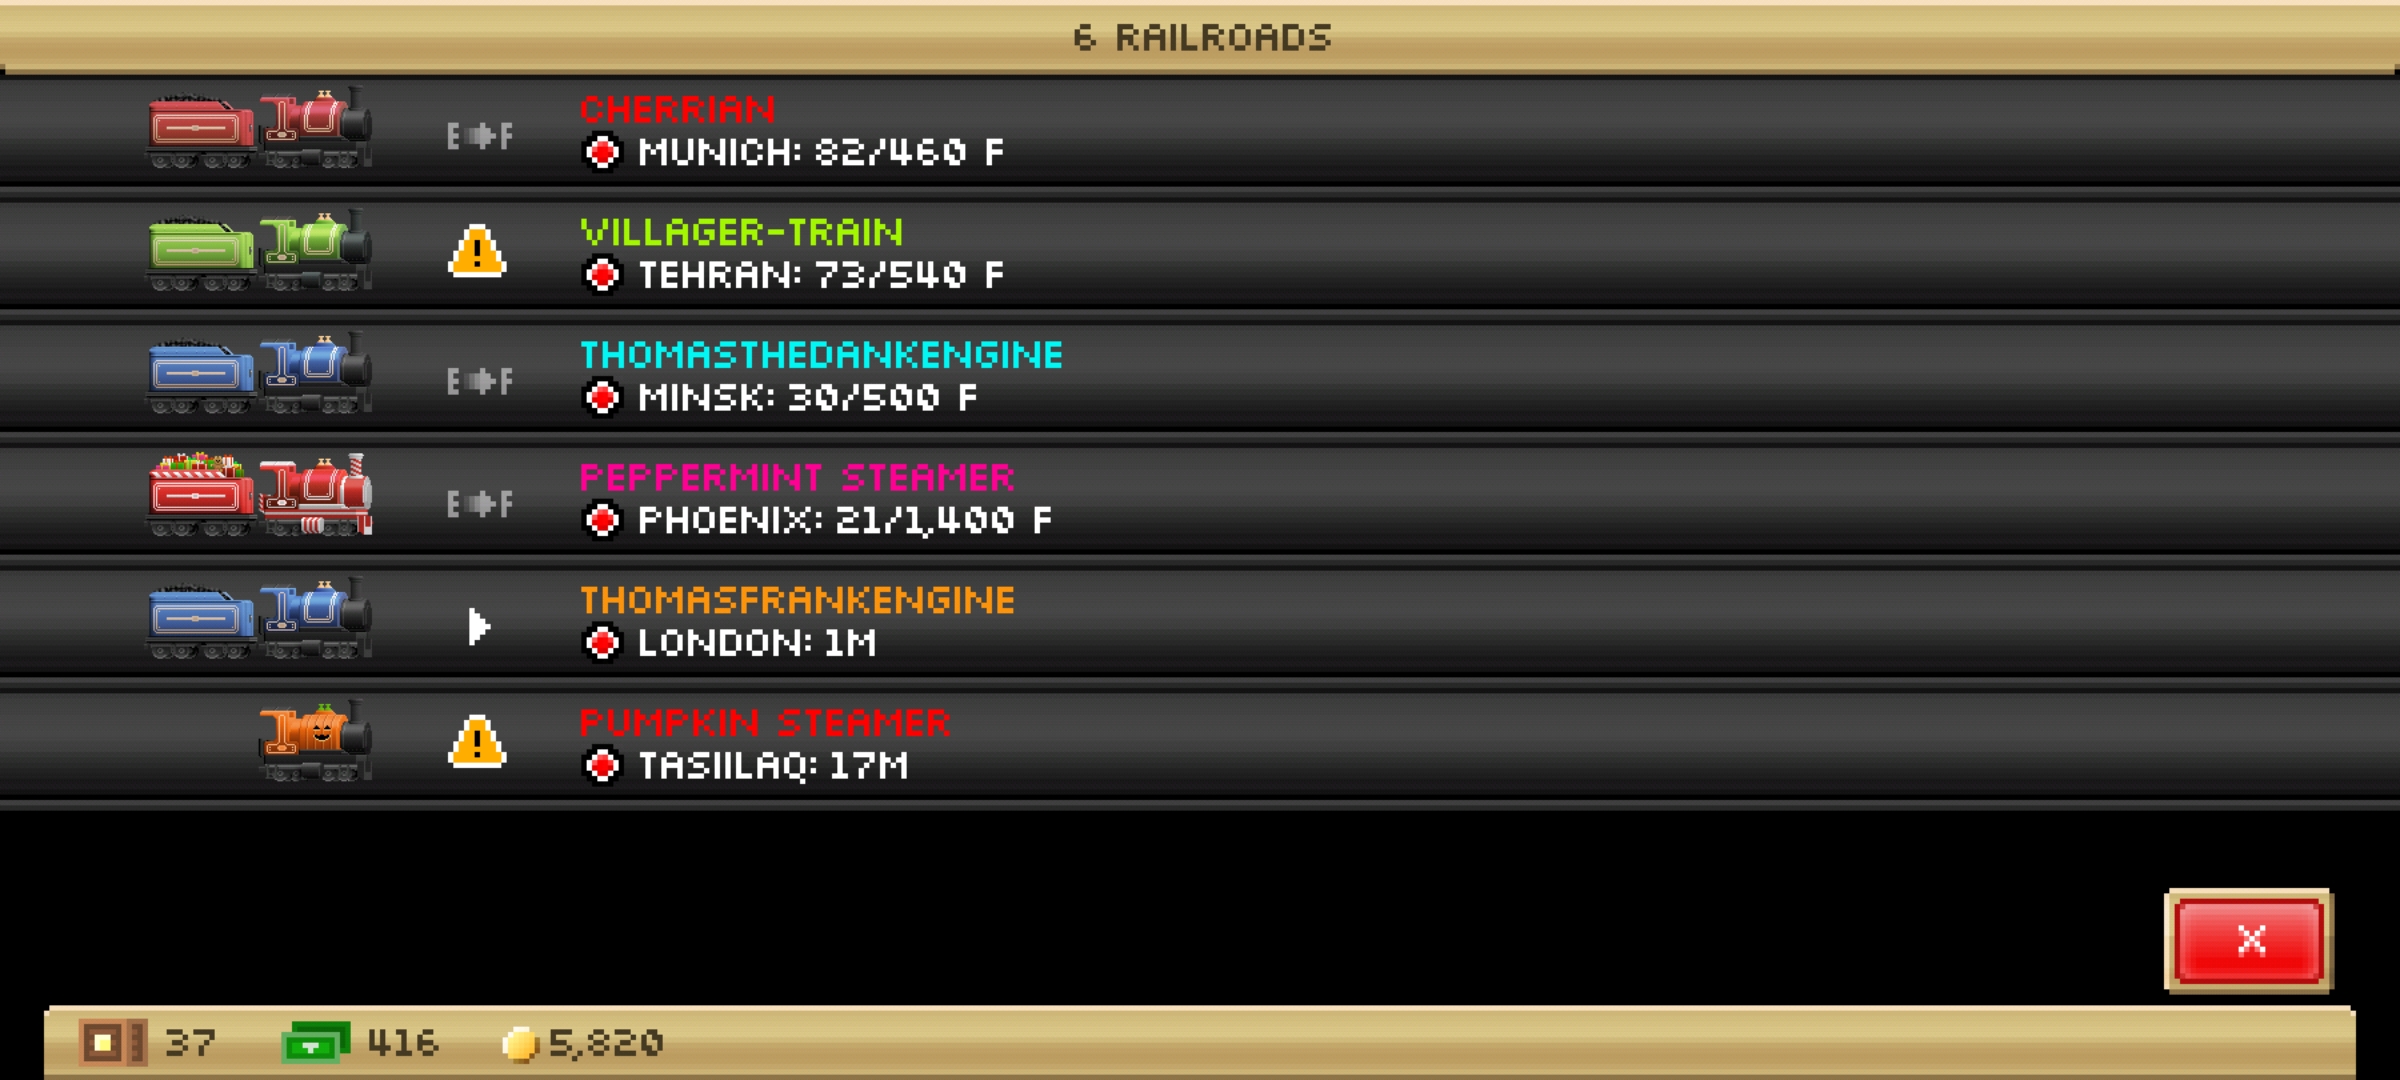 6 RAILROADS
CHERRIAN
E F MUNICH: 82/460 F
VILLAGER-TRAIN
! TEHRAN: 73/540 F
THOMASTHEDANKENGINE
E F MINSK: 30/500 F
PEPPERMINT STEAMER
E F PHOENIX: 21/1,400 F
THOMASFRANKENGINE
LONDON: 1M
PUMPKIN STEAMER
! TASIILAQ: 17M
X
37 416 5,820